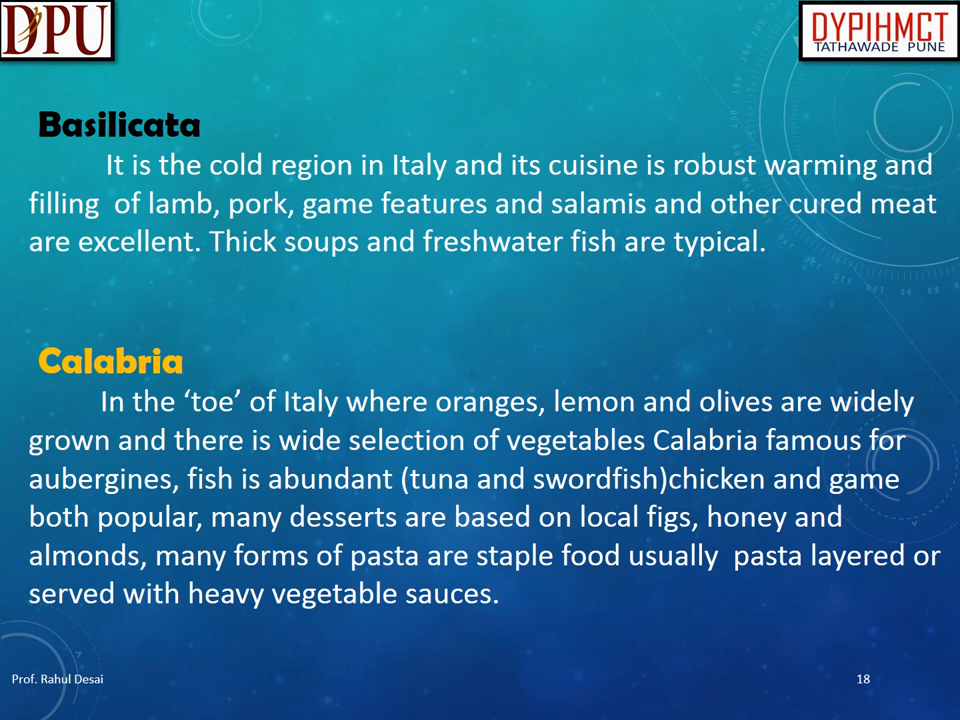 DPU
DYPIHMCT
TATHAWADE PUNE
Basilicata
It is the cold region in Italy and its cuisine is robust warming and
filling of lamb, pork, game features and salamis and other cured meat
are excellent. Thick soups and freshwater fish are typical.
Calabria
In the ‘toe’ of Italy where oranges, lemon and olives are widely
grown and there is wide selection of vegetables Calabria famous for
aubergines, fish is abundant (tuna and swordfish)chicken and game
both popular, many desserts are based on local figs, honey and
almonds, many forms of pasta are staple food usually pasta layered or
served with heavy vegetable sauces.
Prof. Rahul Desai
18